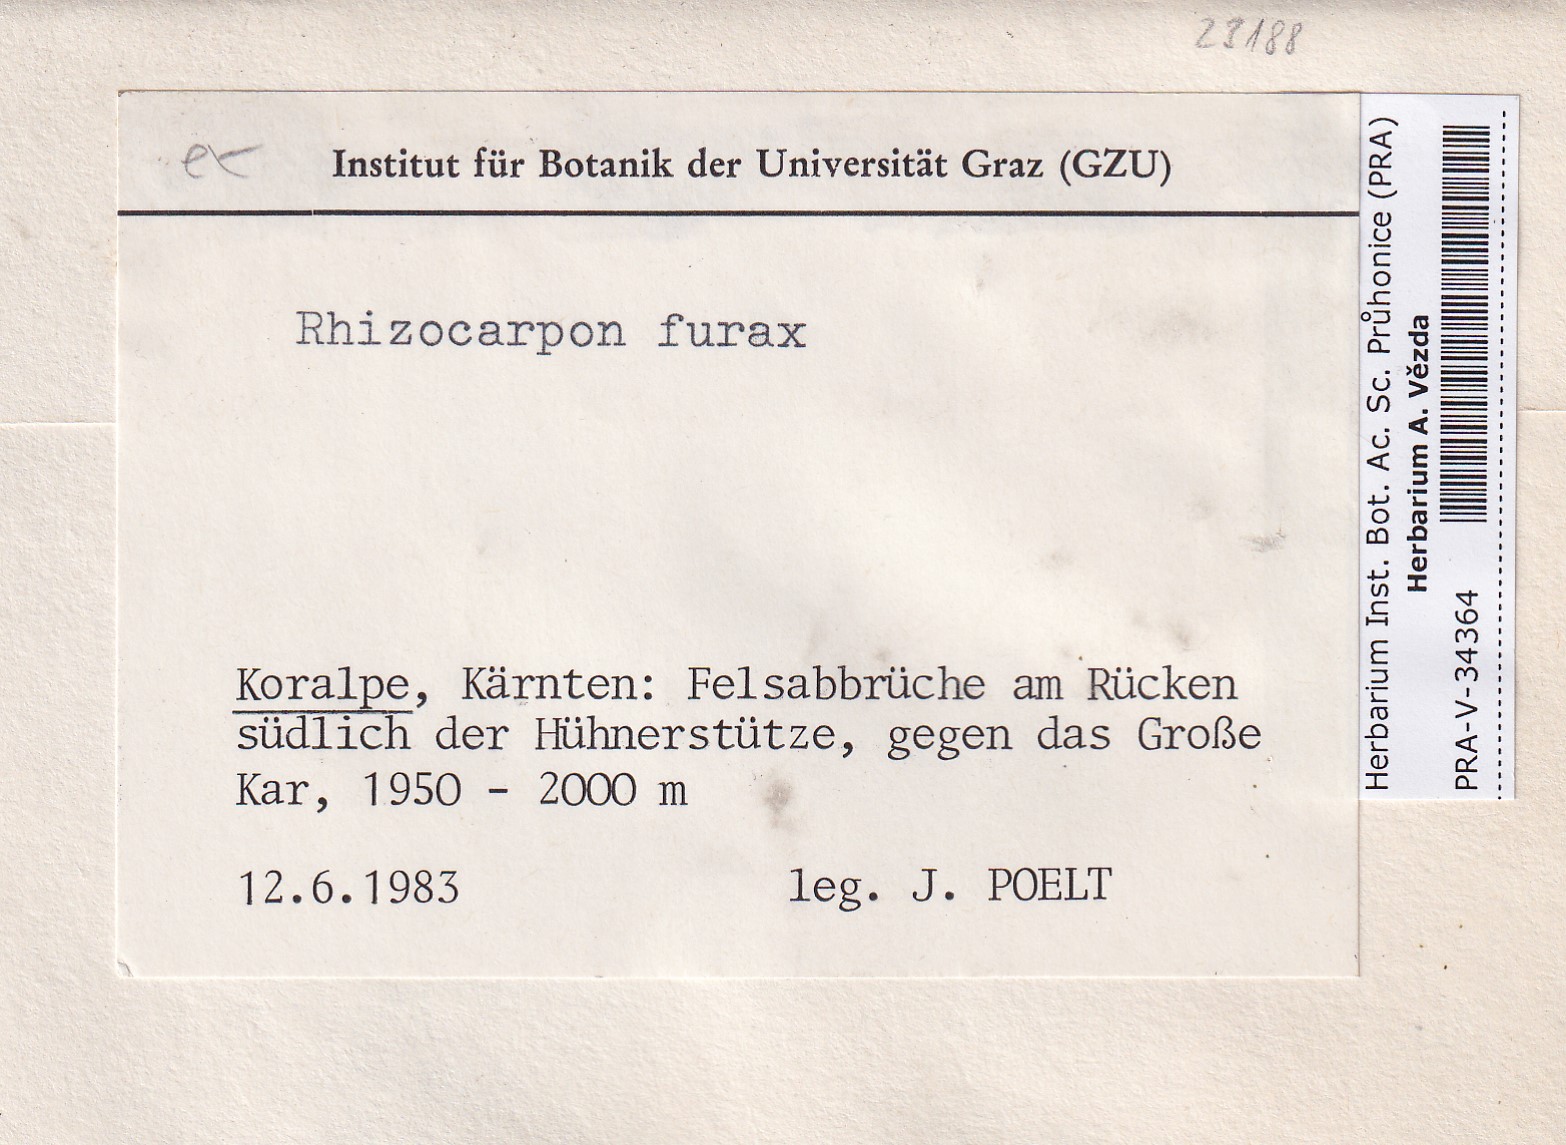 23188
ex
Institut für Botanik der Universität Graz (GZU)
Rhizocarpon furax
Koralpe, Kärnten: Felsabbrüche am Rücken
südlich der Hühnerstütze, gegen das Große
Kar, 1950 - 2000 m
12.6.1983 leg. J. POELT
Herbarium Inst. Bot. Ac. Sc. Průhonice (PRA)
Herbarium A. Vězda
PRA-V-34364